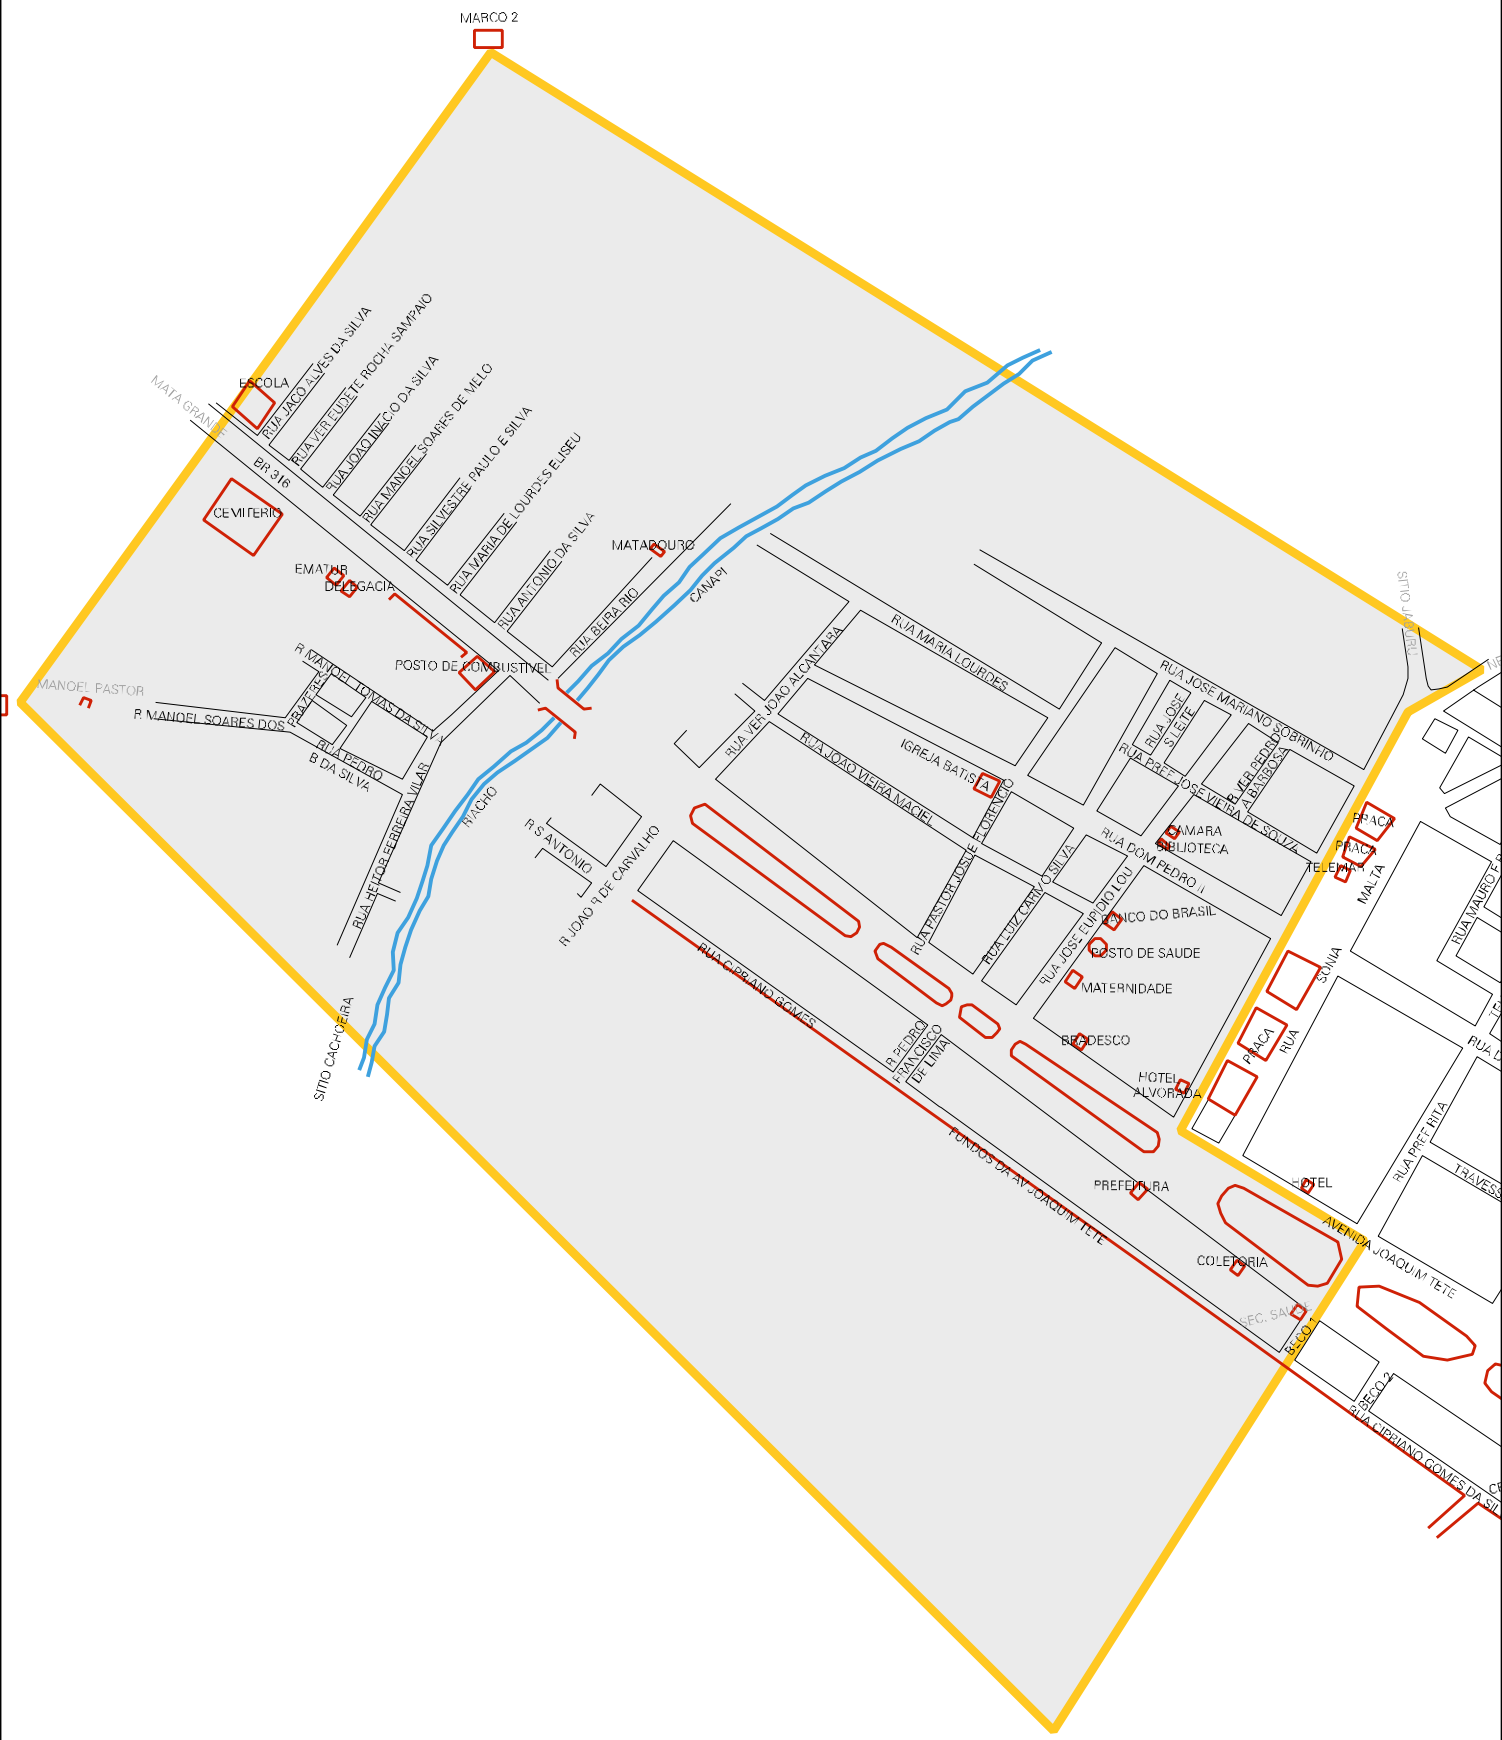 MARCO 2
RUA JACO ALVES DA SILVA
RUA VER EUDETE ROCHA SAMPAIO
RUA JOAO INACIO DA SILVA
RUA MANOEL SOARES DE MELO
RUA SILVESTRE PAULO E SILVA
RUA MARIA DE LOURDES ELISEU
RUA ANTONIO DA SILVA
RUA BEIRA RIO
ESCOLA
MATA GRANDE
BR 316
CEMITERIO
MATADOURO
EMATUR
DELEGACIA
CANAPI
POSTO DE COMBUSTIVEL
MANOEL PASTOR
R MANOEL TOMAS DA SILVA
R MANOEL SOARES DOS
PRAZERES
RUA PEDRO
B DA SILVA
RUA HEITOR FERREIRA VILAR
RIACHO
SITIO CACHOEIRA
R S ANTONIO
R JOAO R DE CARVALHO
RUA VER JOAO ALCANTARA
RUA MARIA LOURDES
RUA JOSE MARIANO SOBRINHO
SITIO JABURU
RUA JOSE
S LEITE
RUA PREF JOSE VIEIRA DE SOUZA
R VER PEDRO
A BARBOSA
RUA JOAO VIEIRA MACIEL
IGREJA BATISTA
RUA PASTOR JOSUE FLORENCIO
RUA LUIZ CARMO SILVA
RUA JOSE EUPIDIO LOU
RUA DOM PEDRO II
CAMARA
BIBLIOTECA
PRACA
PRACA
TELEMAR
MALTA
SONIA
RUA
PRACA
RUA MAURO
BANCO DO BRASIL
POSTO DE SAUDE
MATERNIDADE
BRADESCO
HOTEL
ALVORADA
RUA CIPRIANO GOMES
R PEDRO
FRANCISCO
DE LIMA
FUNDOS DA AV JOAQUIM TETE
PREFEITURA
COLETORIA
SEC. SAUDE
HOTEL
AVENIDA JOAQUIM TETE
RUA PREF RITA
TRAVESS
RUA D
BECO 1
BECO 2
RUA CIPRIANO GOMES DA SIL